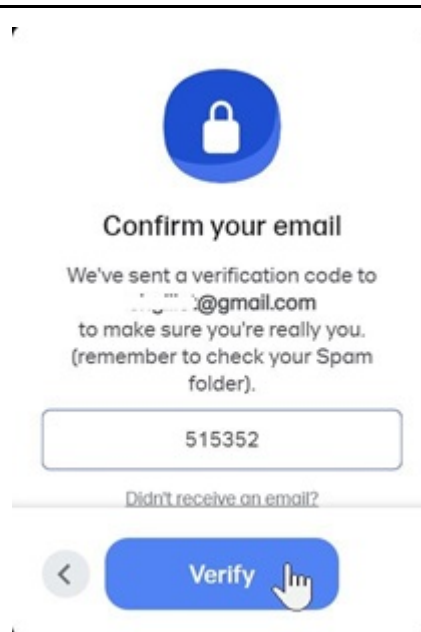 Confirm your email
We've sent a verification code to
@gmail.com
to make sure you're really you.
(remember to check your Spam
folder).
515352
Didn't receive an email?
Verify